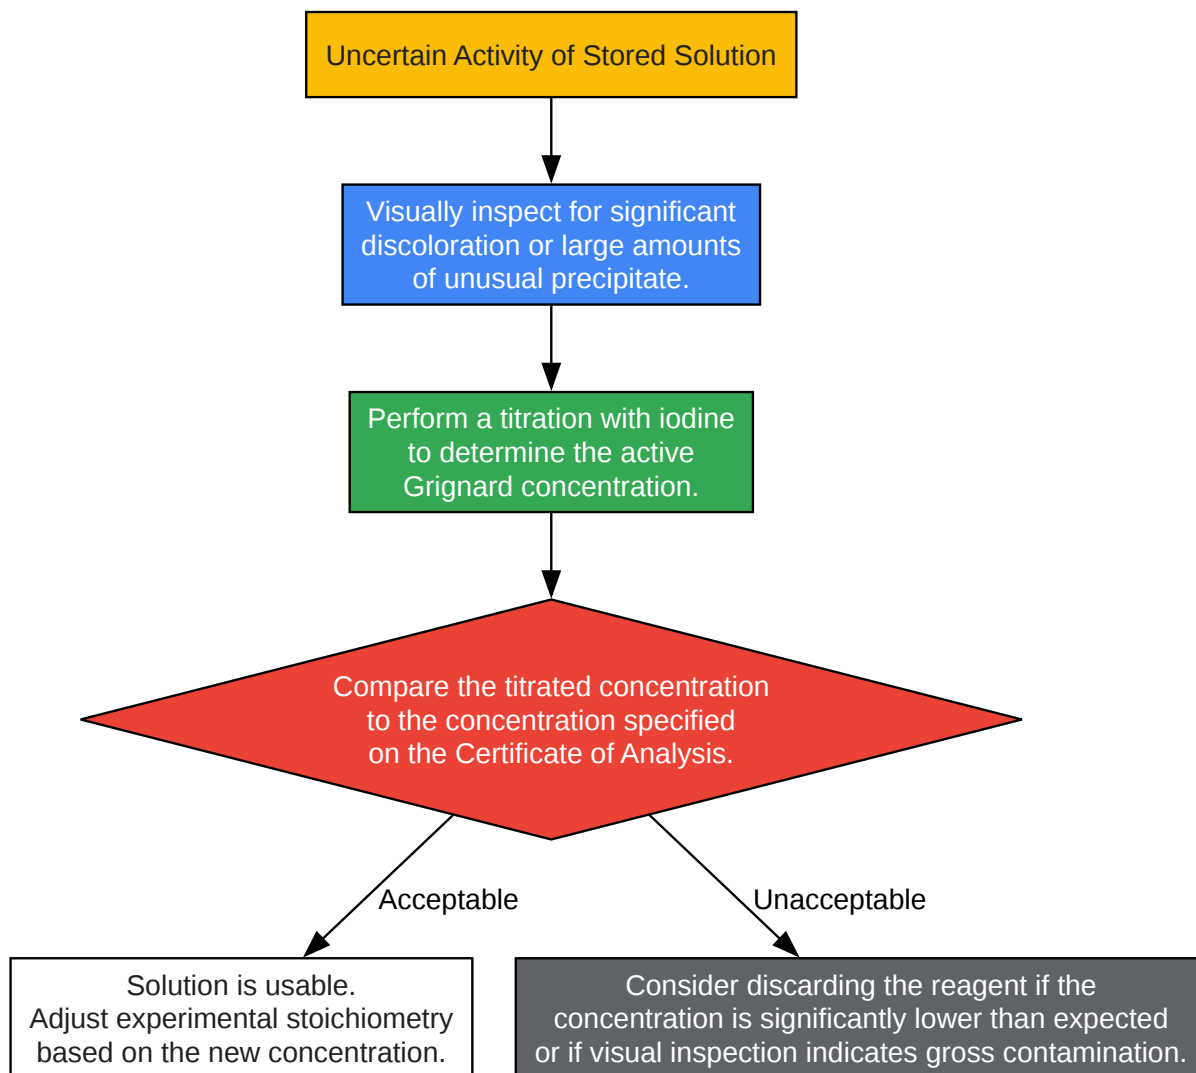 Uncertain Activity of Stored Solution
Visually inspect for significant
discoloration or large amounts
of unusual precipitate.
Perform a titration with iodine
to determine the active
Grignard concentration.
Compare the titrated concentration
to the concentration specified
on the Certificate of Analysis.
Acceptable
Unacceptable
Solution is usable.
Adjust experimental stoichiometry
based on the new concentration.
Consider discarding the reagent if the
concentration is significantly lower than expected
or if visual inspection indicates gross contamination.